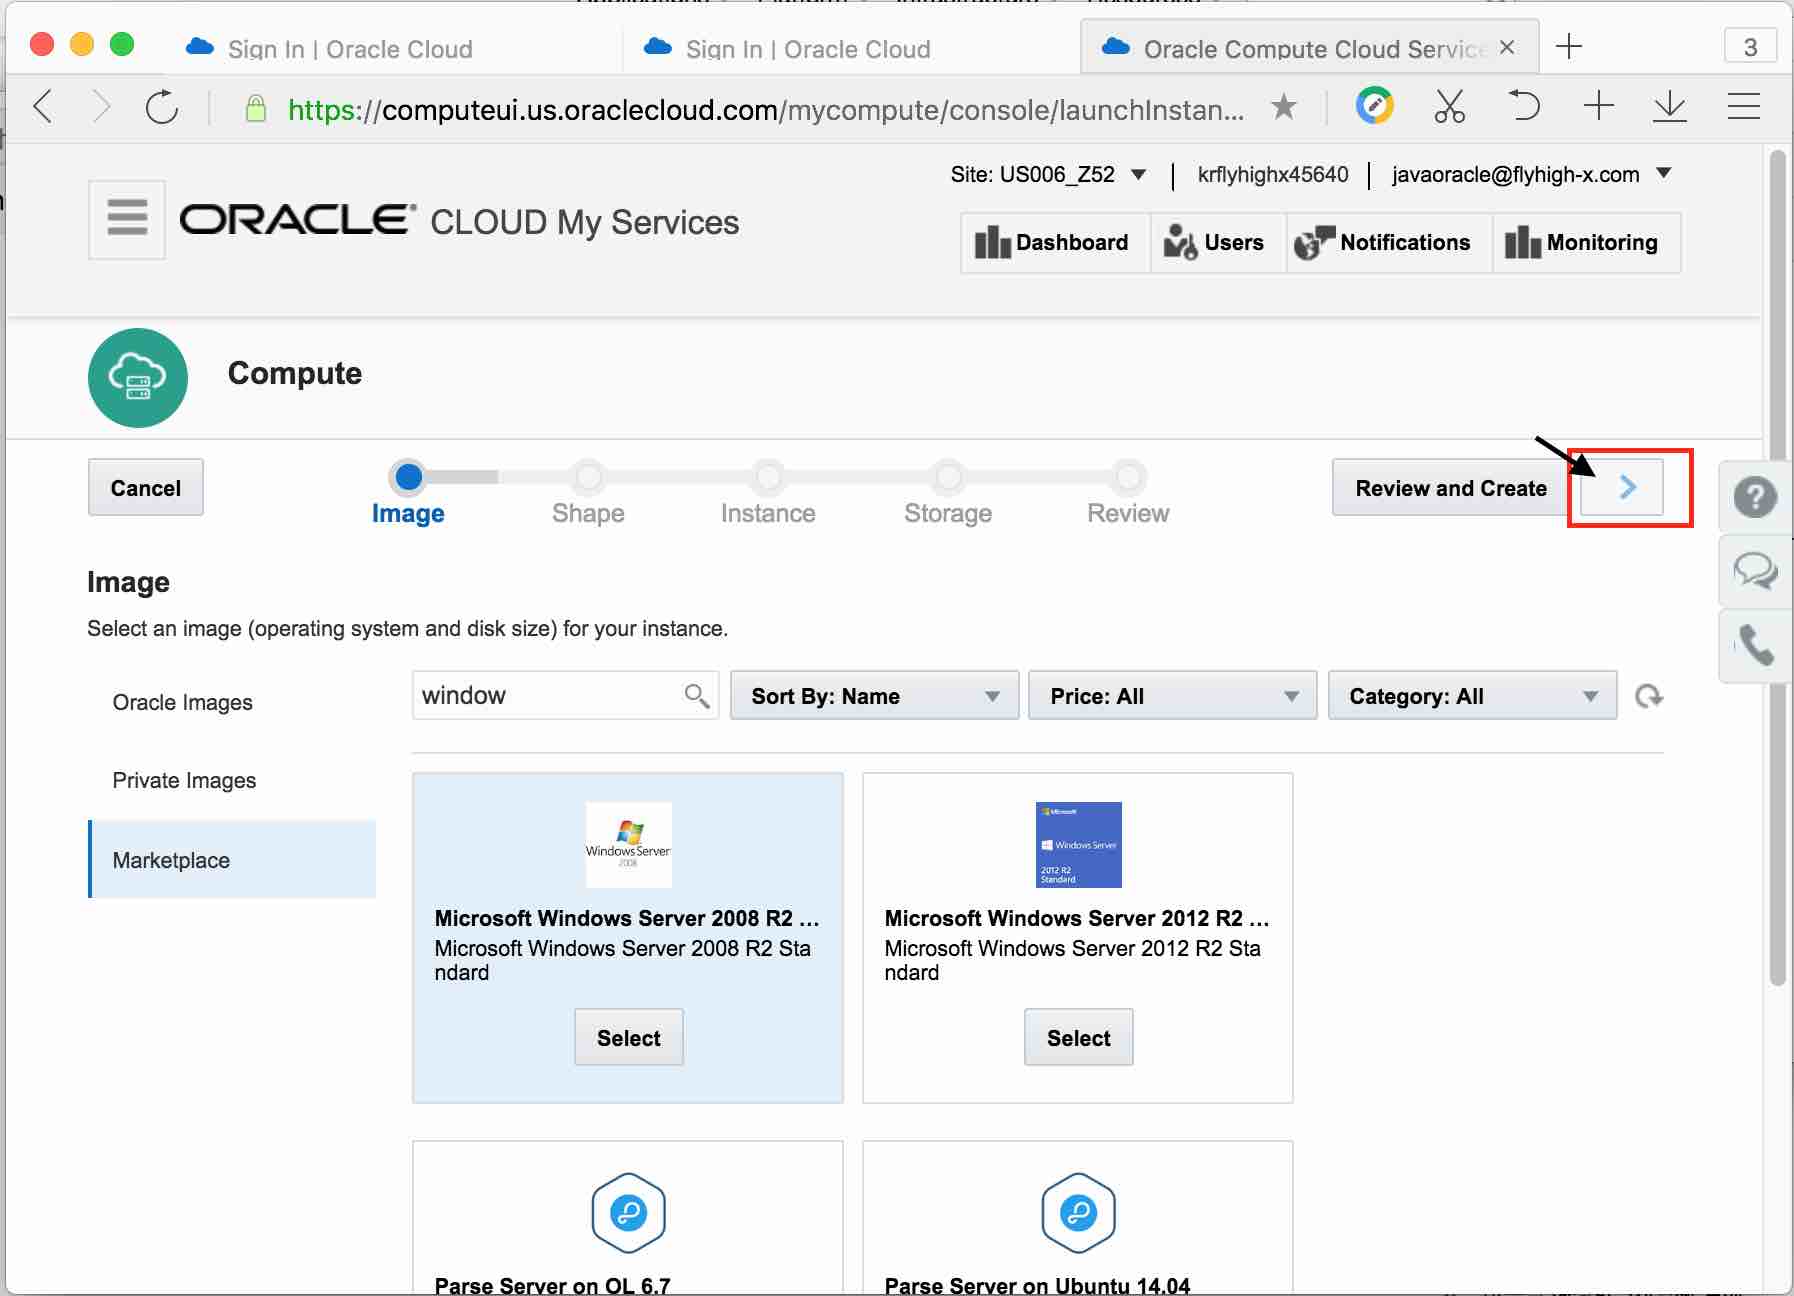 Sign In | Oracle Cloud
Sign In | Oracle Cloud
Oracle Compute Cloud Service
3
https://computeui.us.oraclecloud.com/mycompute/console/launchInstan...
Site: US006_Z52
krflyhighx45640
javaoracle@flyhigh-x.com
ORACLE CLOUD My Services
Dashboard
Users
Notifications
Monitoring
Compute
Cancel
Image
Shape
Instance
Storage
Review
Review and Create
Image
Select an image (operating system and disk size) for your instance.
Oracle Images
Private Images
Marketplace
window
Sort By: Name
Price: All
Category: All
Windows Server
2008
Microsoft Windows Server 2008 R2 ...
Microsoft Windows Server 2008 R2 Sta
ndard
Select
Microsoft
Windows Server
2012 R2
Standard
Microsoft Windows Server 2012 R2 ...
Microsoft Windows Server 2012 R2 Sta
ndard
Select
Parse Server on OL 6.7
Parse Server on Ubuntu 14.04